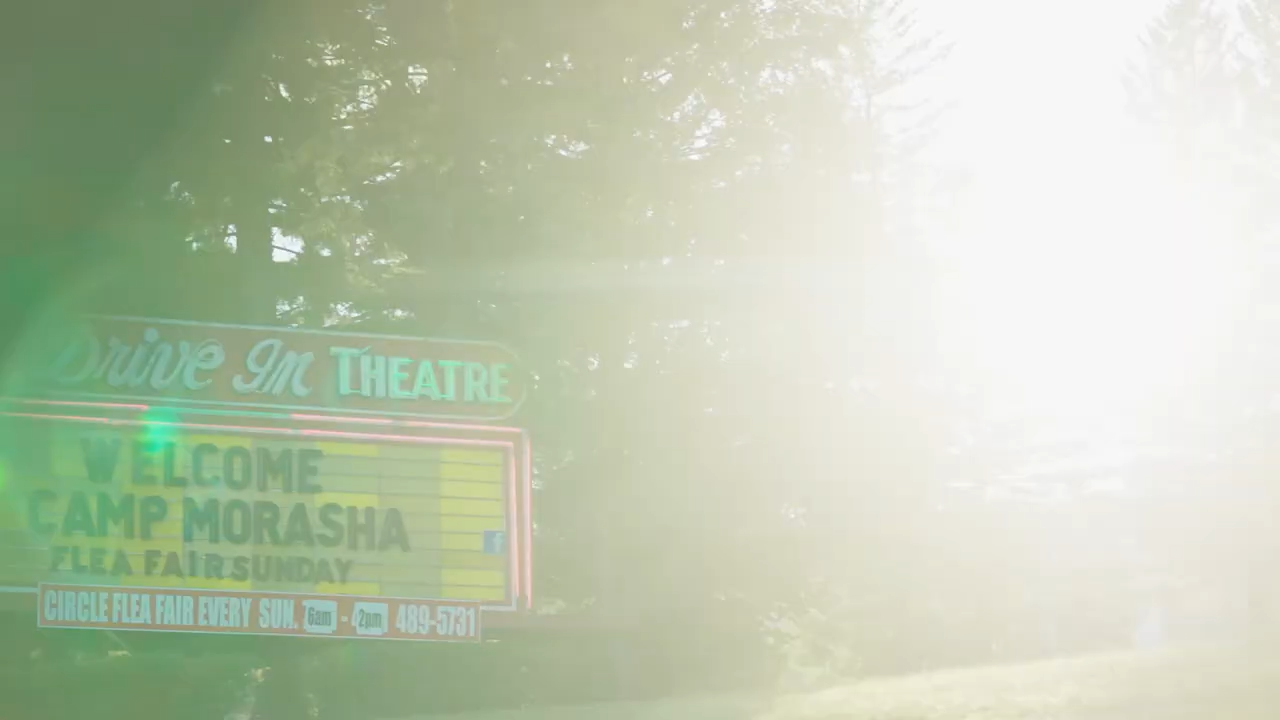 Drive In THEATRE
WELCOME
CAMP MORASHA
FLEA FAIR SUNDAY
f
CIRCLE FLEA FAIR EVERY SUN. 6am - 2pm 489-5731